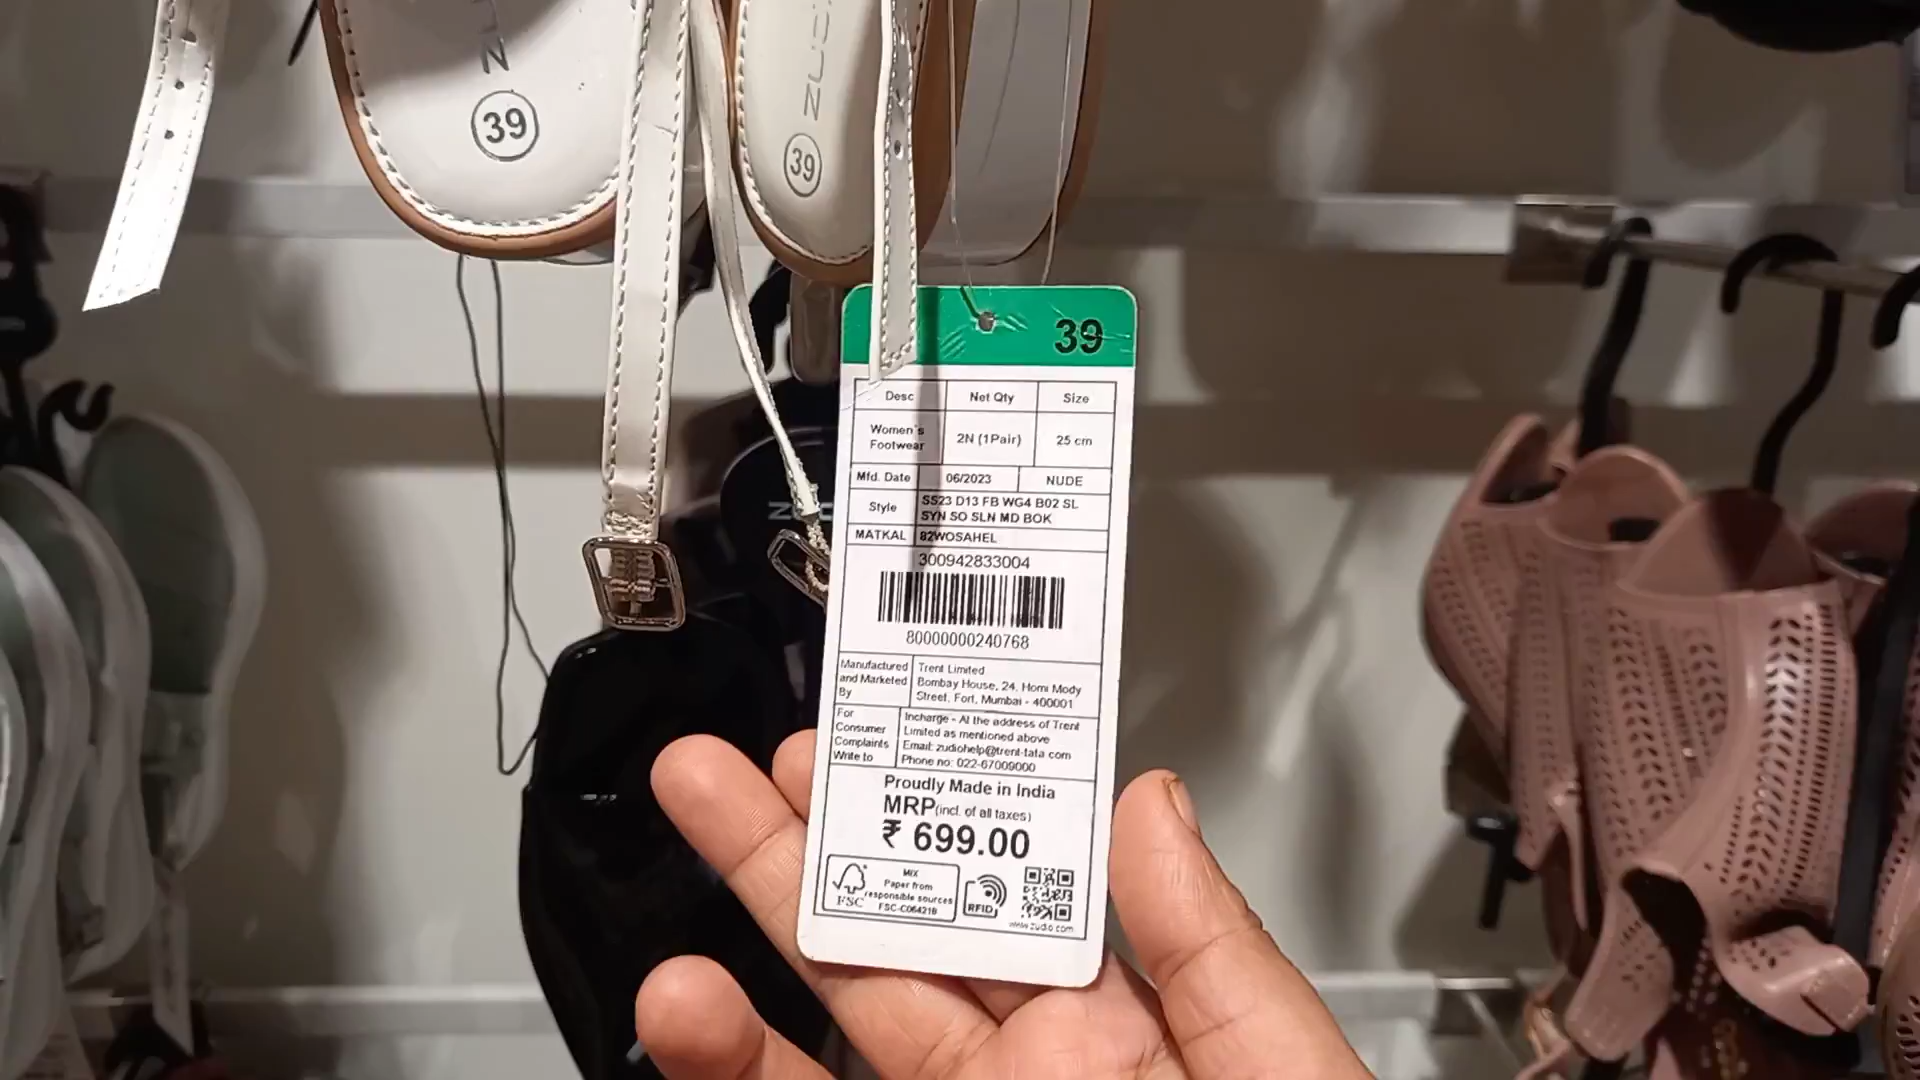 39
39
39
Desc Net Qty Size
Women's Footwear 2N (1Pair) 25 cm
Mfd. Date 06/2023 NUDE
Style SS23 D13 FB WG4 B02 SL
SYN SO SLN MD BOK
MATKAL 82WOSAHEL
300942833004
80000000240768
Manufactured and Marketed By
Trent Limited
Bombay House, 24, Homi Mody
Street, Fort, Mumbai - 400001
For Consumer Complaints Write to
Incharge - At the address of Trent
Limited as mentioned above
Email: zudiohelp@trent-tata.com
Phone no: 022-67009000
Proudly Made in India
MRP(incl. of all taxes)
₹ 699.00
FSC
MIX
Paper from
responsible sources
FSC-C064218
RFID
www.zudio.com